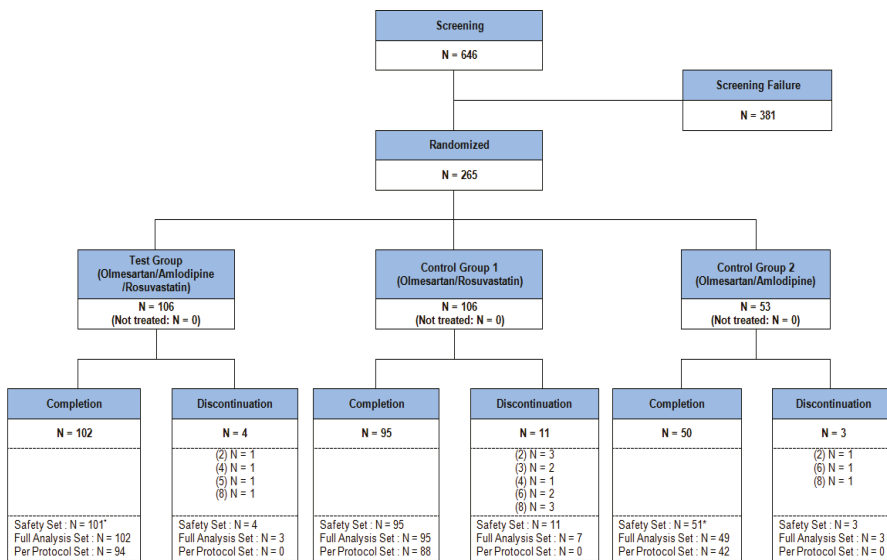 Screening
N = 646
Screening Failure
N = 381
Randomized
N = 265
Test Group
(Olmesartan/Amlodipine
/Rosuvastatin)
N = 106
(Not treated: N = 0)
Control Group 1
(Olmesartan/Rosuvastatin)
N = 106
(Not treated: N = 0)
Control Group 2
(Olmesartan/Amlodipine)
N = 53
(Not treated: N = 0)
Completion
N = 102
Safety Set : N = 101*
Full Analysis Set : N = 102
Per Protocol Set : N = 94
Discontinuation
N = 4
(2) N = 1
(4) N = 1
(5) N = 1
(8) N = 1
Safety Set : N = 4
Full Analysis Set : N = 3
Per Protocol Set : N = 0
Completion
N = 95
Safety Set : N = 95
Full Analysis Set : N = 95
Per Protocol Set : N = 88
Discontinuation
N = 11
(2) N = 3
(3) N = 2
(4) N = 1
(6) N = 2
(8) N = 3
Safety Set : N = 11
Full Analysis Set : N = 7
Per Protocol Set : N = 0
Completion
N = 50
Safety Set : N = 51*
Full Analysis Set : N = 49
Per Protocol Set : N = 42
Discontinuation
N = 3
(2) N = 1
(6) N = 1
(8) N = 1
Safety Set : N = 3
Full Analysis Set : N = 3
Per Protocol Set : N = 0